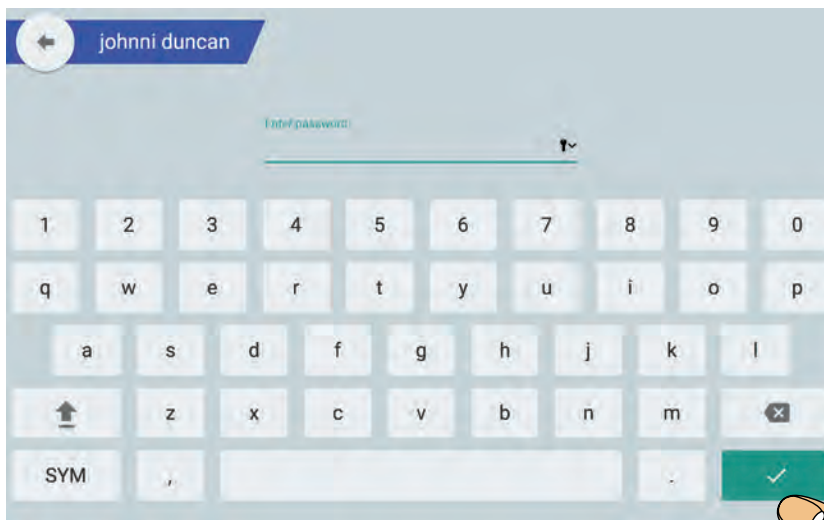 johnni duncan
Enter password
1 2 3 4 5 6 7 8 9 0
q w e r t y u i o p
a s d f g h j k l
z x c v b n m
SYM , .